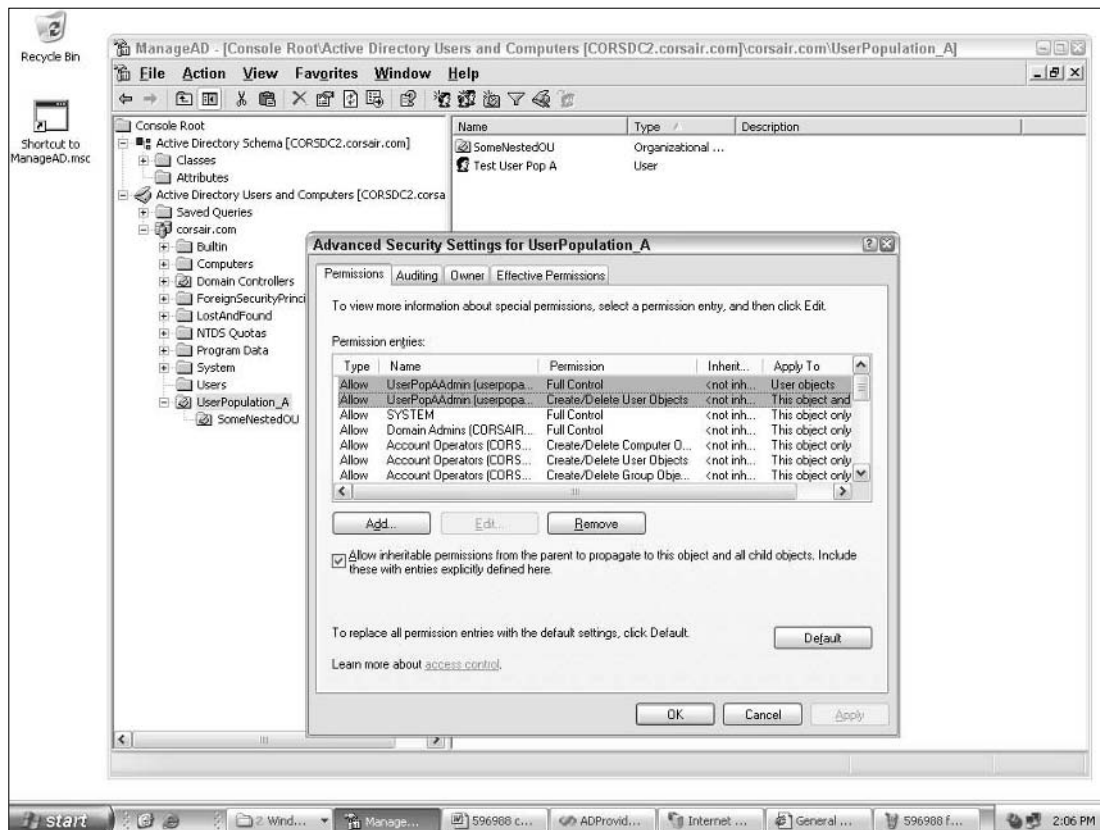 Recycle Bin
Shortcut to
ManageAD.msc
ManageAD - [Console Root\Active Directory Users and Computers [CORSDC2.corsair.com]\corsair.com\UserPopulation_A]
File Action View Favorites Window Help
Console Root
Active Directory Schema [CORSDC2.corsair.com]
Classes
Attributes
Active Directory Users and Computers [CORSDC2.corsa
Saved Queries
corsair.com
Builtin
Computers
Domain Controllers
ForeignSecurityPrinci
LostAndFound
NTDS Quotas
Program Data
System
Users
UserPopulation_A
SomeNestedOU
Name Type Description
SomeNestedOU Organizational ...
Test User Pop A User
Advanced Security Settings for UserPopulation_A
Permissions Auditing Owner Effective Permissions
To view more information about special permissions, select a permission entry, and then click Edit.
Permission entries:
Type Name Permission Inherit... Apply To
Allow UserPopAAdmin (userpopa... Full Control <not inh... User objects
Allow UserPopAAdmin (userpopa... Create/Delete User Objects <not inh... This object and
Allow SYSTEM Full Control <not inh... This object only
Allow Domain Admins (CORSAIR... Full Control <not inh... This object only
Allow Account Operators (CORS... Create/Delete Computer O... <not inh... This object only
Allow Account Operators (CORS... Create/Delete User Objects <not inh... This object only
Allow Account Operators (CORS... Create/Delete Group Obje... <not inh... This object only
Add... Edit... Remove
Allow inheritable permissions from the parent to propagate to this object and all child objects. Include
these with entries explicitly defined here.
To replace all permission entries with the default settings, click Default.
Default
Learn more about access control.
OK Cancel Apply
start 2 Wind... Manage... 596988 c... ADProvid... Internet ... General ... 596988 f... 2:06 PM